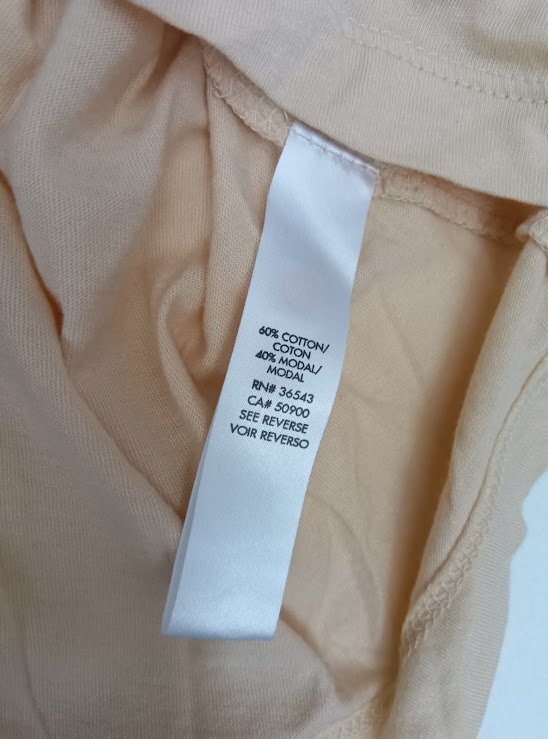 60% COTTON/
COTON
40% MODAL/
MODAL
RN# 36543
CA# 50900
SEE REVERSE
VOIR REVERSO